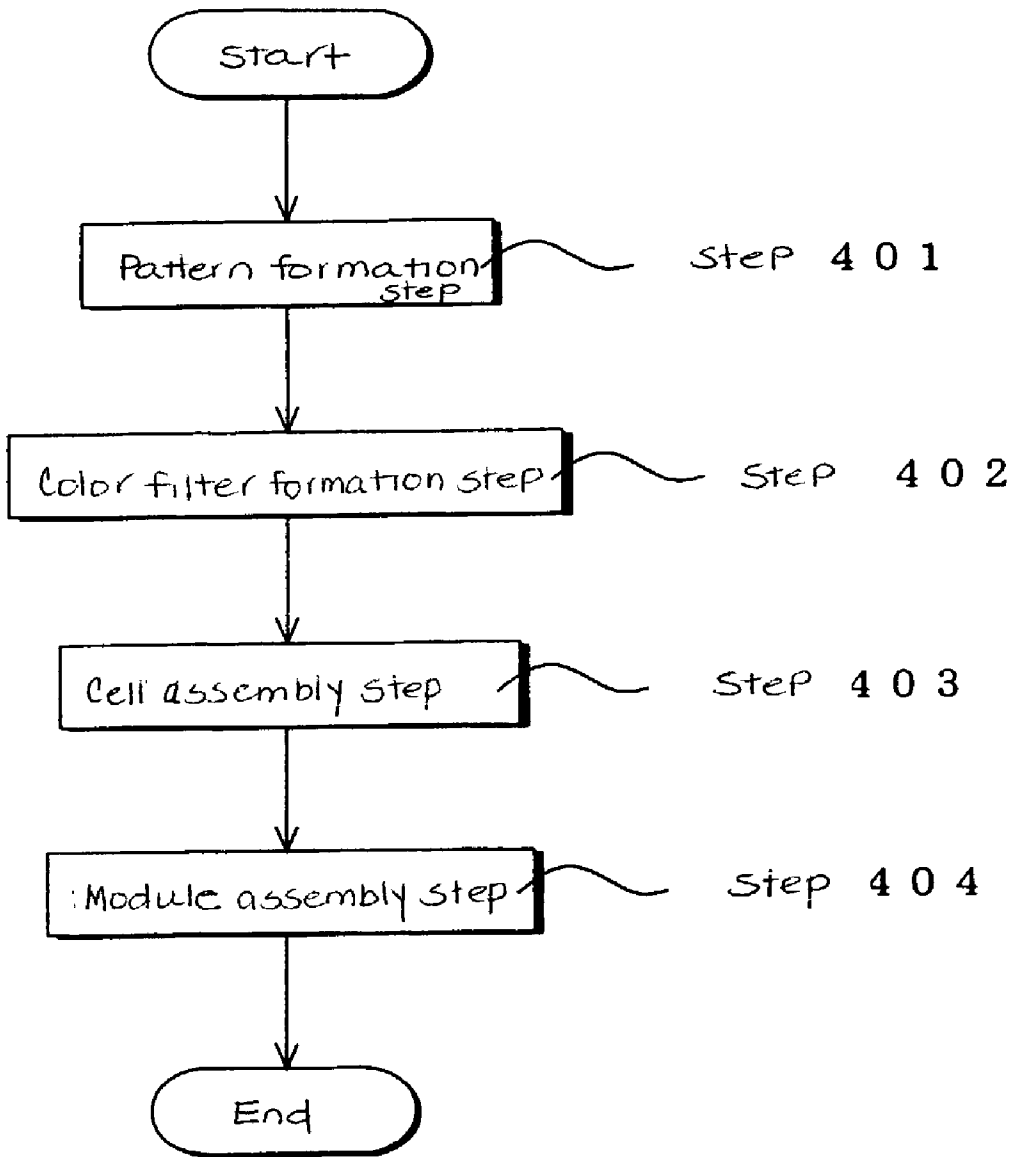 Start
Pattern formation
step
Step 401
Color filter formation step
Step 402
Cell assembly step
Step 403
Module assembly step
Step 404
End